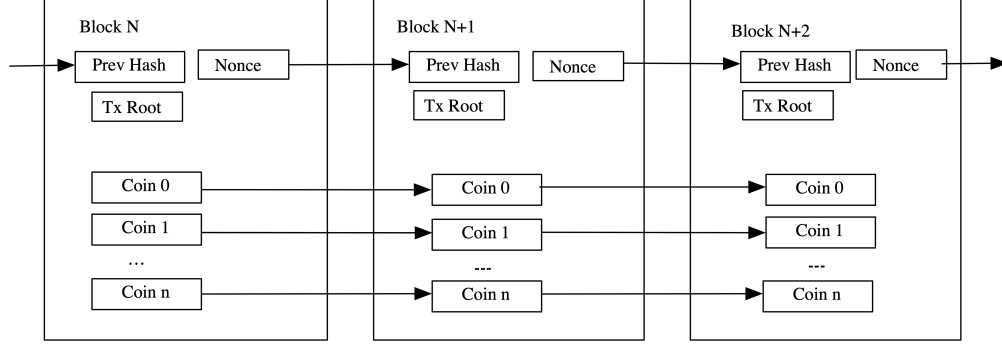 Block N
Prev Hash
Nonce
Tx Root
Coin 0
Coin 1
...
Coin n
Block N+1
Prev Hash
Nonce
Tx Root
Coin 0
Coin 1
---
Coin n
Block N+2
Prev Hash
Nonce
Tx Root
Coin 0
Coin 1
---
Coin n